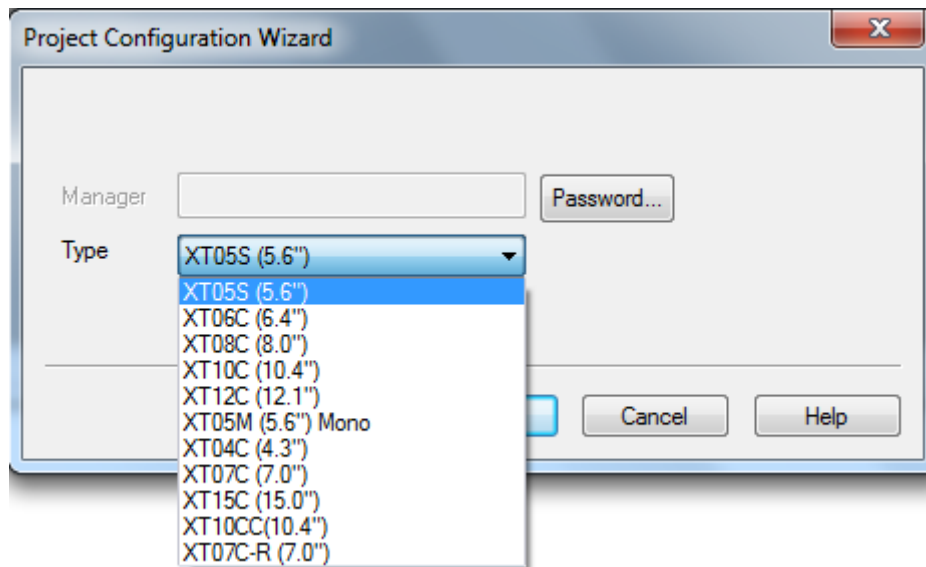 Project Configuration Wizard
Manager
Password...
Type
XT05S (5.6")
XT05S (5.6")
XT06C (6.4")
XT08C (8.0")
XT10C (10.4")
XT12C (12.1")
XT05M (5.6") Mono
XT04C (4.3")
XT07C (7.0")
XT15C (15.0")
XT10CC(10.4")
XT07C-R (7.0")
Cancel
Help